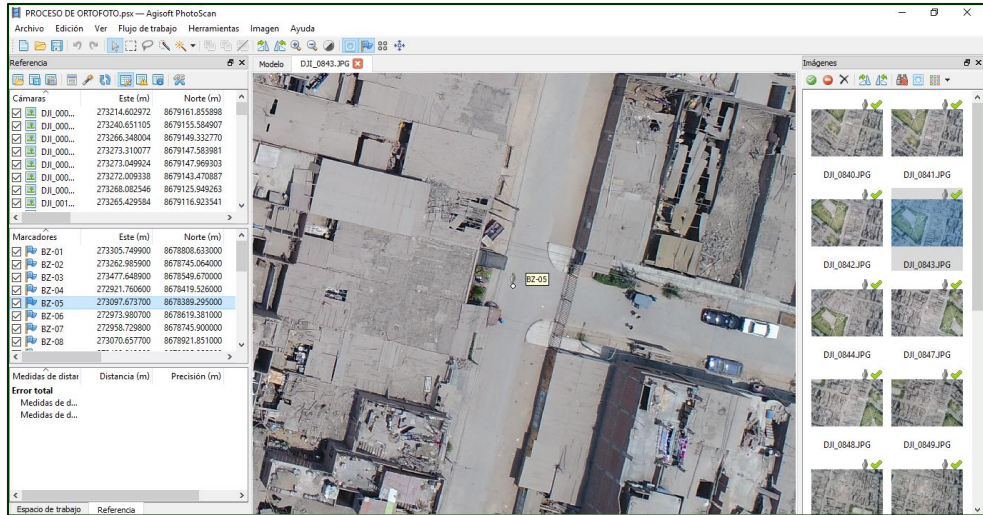 PROCESO DE ORTOFOTO.psx — Agisoft PhotoScan
Archivo Edición Ver Flujo de trabajo Herramientas Imagen Ayuda
Referencia
Modelo DJI_0843.JPG
Imágenes
Cámaras Este (m) Norte (m)
DJI_000... 273214.602972 8679161.855898
DJI_000... 273240.651105 8679155.584907
DJI_000... 273266.348004 8679149.332770
DJI_000... 273273.310077 8679147.583981
DJI_000... 273273.049924 8679147.969303
DJI_000... 273272.009338 8679143.470887
DJI_000... 273268.082546 8679125.949263
DJI_001... 273265.429584 8679116.923541
Marcadores Este (m) Norte (m)
BZ-01 273305.749900 8678808.633000
BZ-02 273262.985900 8678745.064000
BZ-03 273477.648900 8678549.670000
BZ-04 272921.760600 8678419.526000
BZ-05 273097.673700 8678389.295000
BZ-06 272973.980700 8678619.381000
BZ-07 272958.729800 8678745.900000
BZ-08 273070.657700 8678921.851000
Medidas de distar Distancia (m) Precisión (m)
Error total
Medidas de d...
Medidas de d...
Espacio de trabajo Referencia
BZ-05
DJI_0840.JPG DJI_0841.JPG
DJI_0842.JPG DJI_0843.JPG
DJI_0844.JPG DJI_0847.JPG
DJI_0848.JPG DJI_0849.JPG